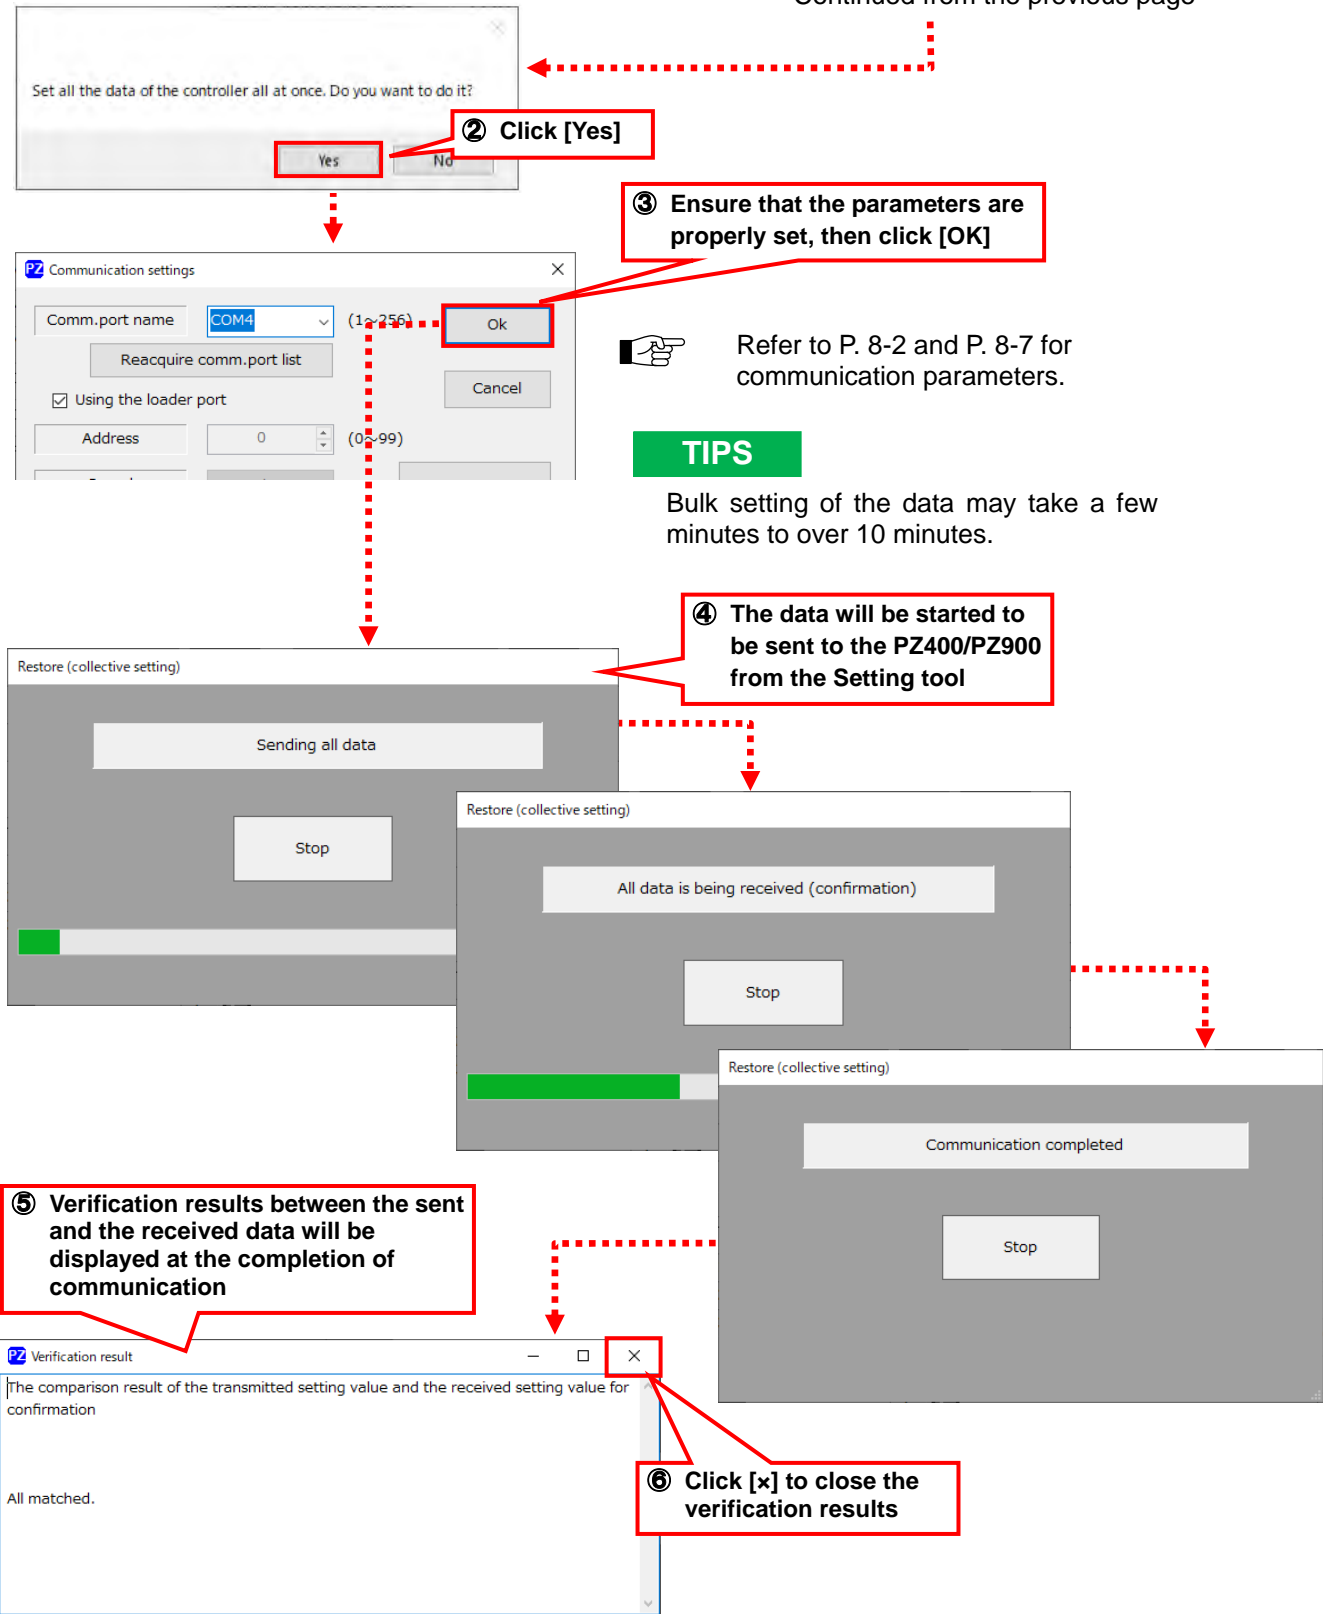 Continued from the previous page
Set all the data of the controller all at once. Do you want to do it?
② Click [Yes]
Yes
No
③ Ensure that the parameters are
properly set, then click [OK]
PZ Communication settings
Comm.port name
COM4
(1~256)
Ok
Reacquire comm.port list
Cancel
Using the loader port
Address
0
(0~99)
Refer to P. 8-2 and P. 8-7 for
communication parameters.
TIPS
Bulk setting of the data may take a few
minutes to over 10 minutes.
④ The data will be started to
be sent to the PZ400/PZ900
from the Setting tool
Restore (collective setting)
Sending all data
Stop
Restore (collective setting)
All data is being received (confirmation)
Stop
Restore (collective setting)
Communication completed
Stop
⑤ Verification results between the sent
and the received data will be
displayed at the completion of
communication
PZ Verification result
The comparison result of the transmitted setting value and the received setting value for
confirmation
All matched.
⑥ Click [×] to close the
verification results